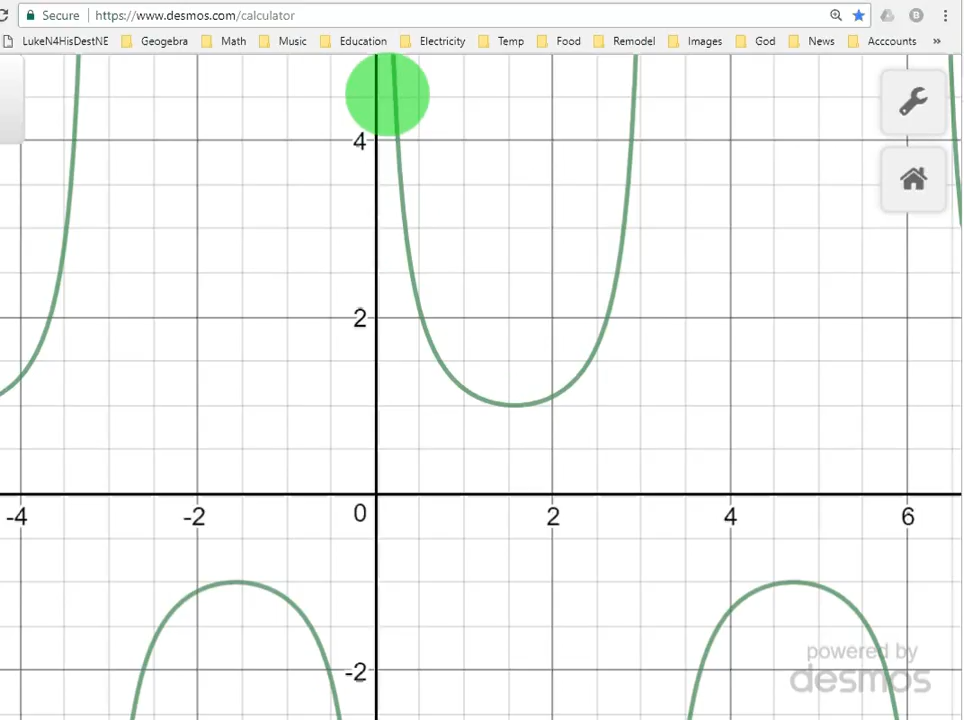 Secure https://www.desmos.com/calculator B
LukeN4HisDestNE Geogebra Math Music Education Electricity Temp Food Remodel Images God News Acccounts »
4
2
-4 -2 0 2 4 6
-2
powered by
desmos